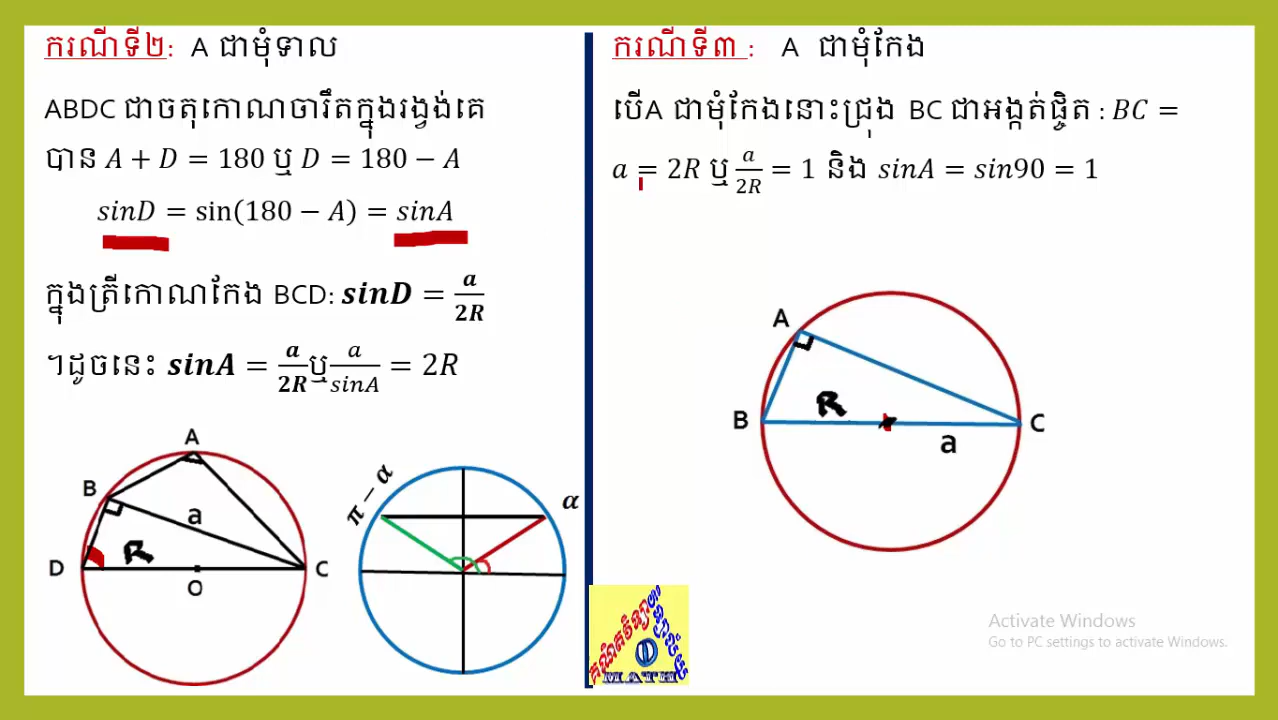 ករណីទី២: A ជាមុំទាល
ABDC ជាចតុកោណចារឹតក្នុងរង្វង់គេ
បាន A + D = 180 ឬ D = 180 − A
sinD = sin(180 − A) = sinA
ក្នុងត្រីកោណកែង BCD: sinD = a/2R
។ដូចនេះ sinA = a/2R ឬ a/sinA = 2R
A
B
a
D
R
C
O
π − α
α
ករណីទី៣ : A ជាមុំកែង
បើA ជាមុំកែងនោះជ្រុង BC ជាអង្កត់ផ្ចិត : BC =
a = 2R ឬ a/2R = 1 និង sinA = sin90 = 1
A
B
R
C
a
MATH
Activate Windows
Go to PC settings to activate Windows.